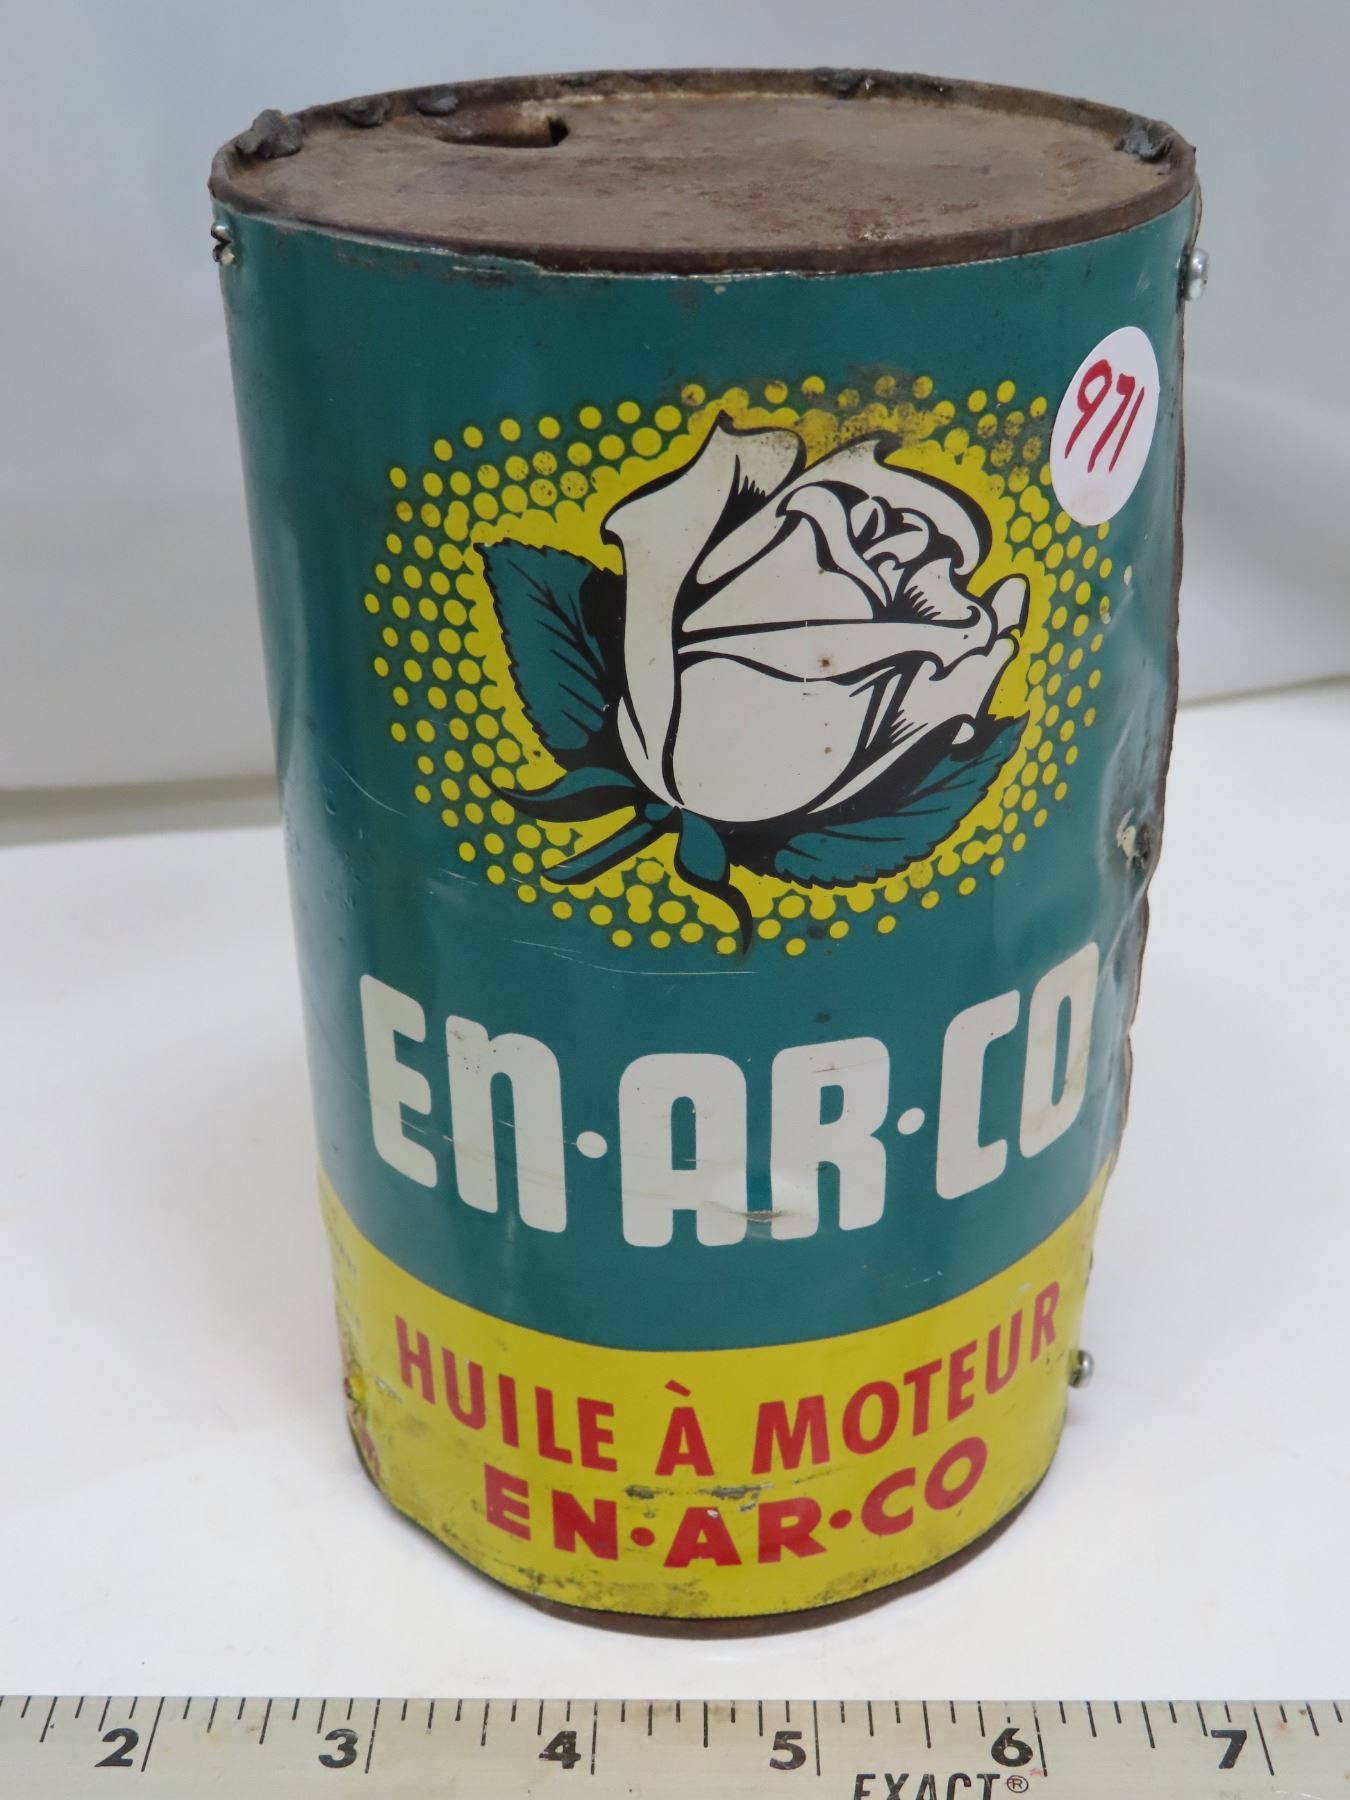 971
EN·AR·CO
HUILE À MOTEUR
EN·AR·CO
2 3 4 5 6 7
EXACT®